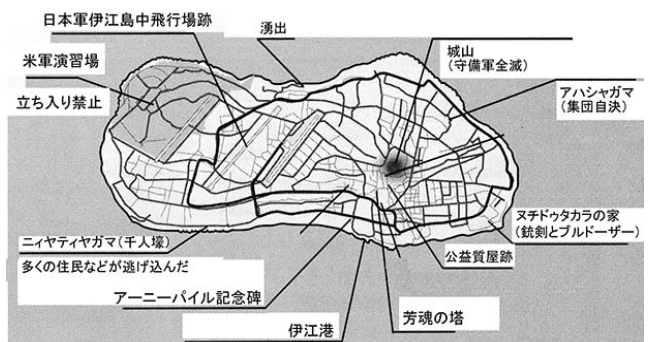 日本軍伊江島中飛行場跡
湧出
城山
(守備軍全滅)
米軍演習場
立ち入り禁止
アハシャガマ
(集団自決)
ヌチドゥタカラの家
(銃剣とブルドーザー)
ニィヤティヤガマ(千人壕)
多くの住民などが逃げ込んだ
公益質屋跡
アーニーパイル記念碑
芳魂の塔
伊江港